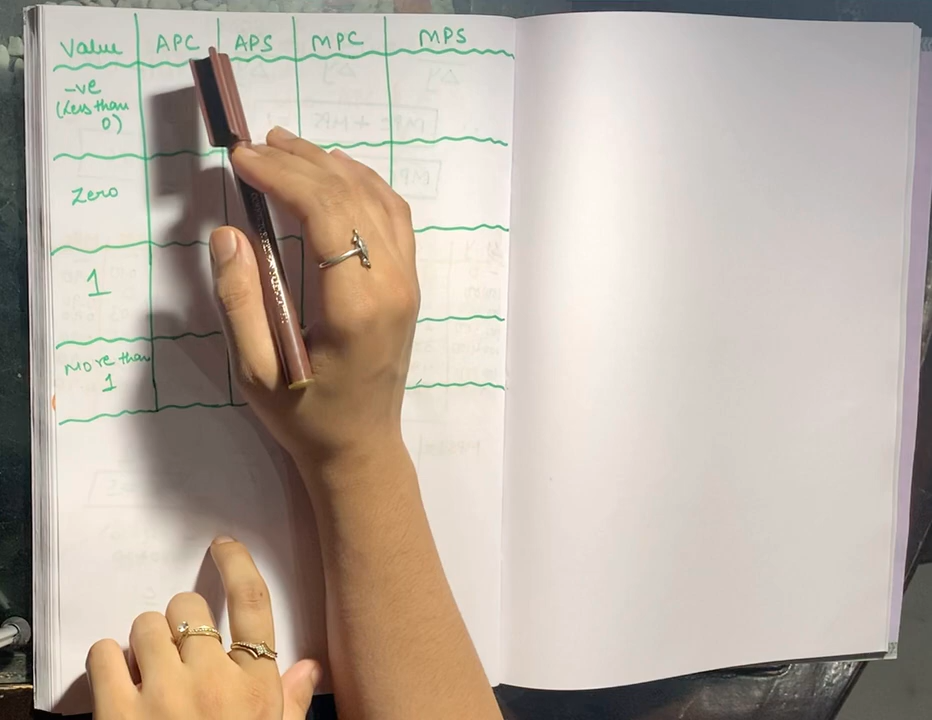 Value APC APS MPC MPS
-ve
(Less than
0)
Zero
1
More than
1